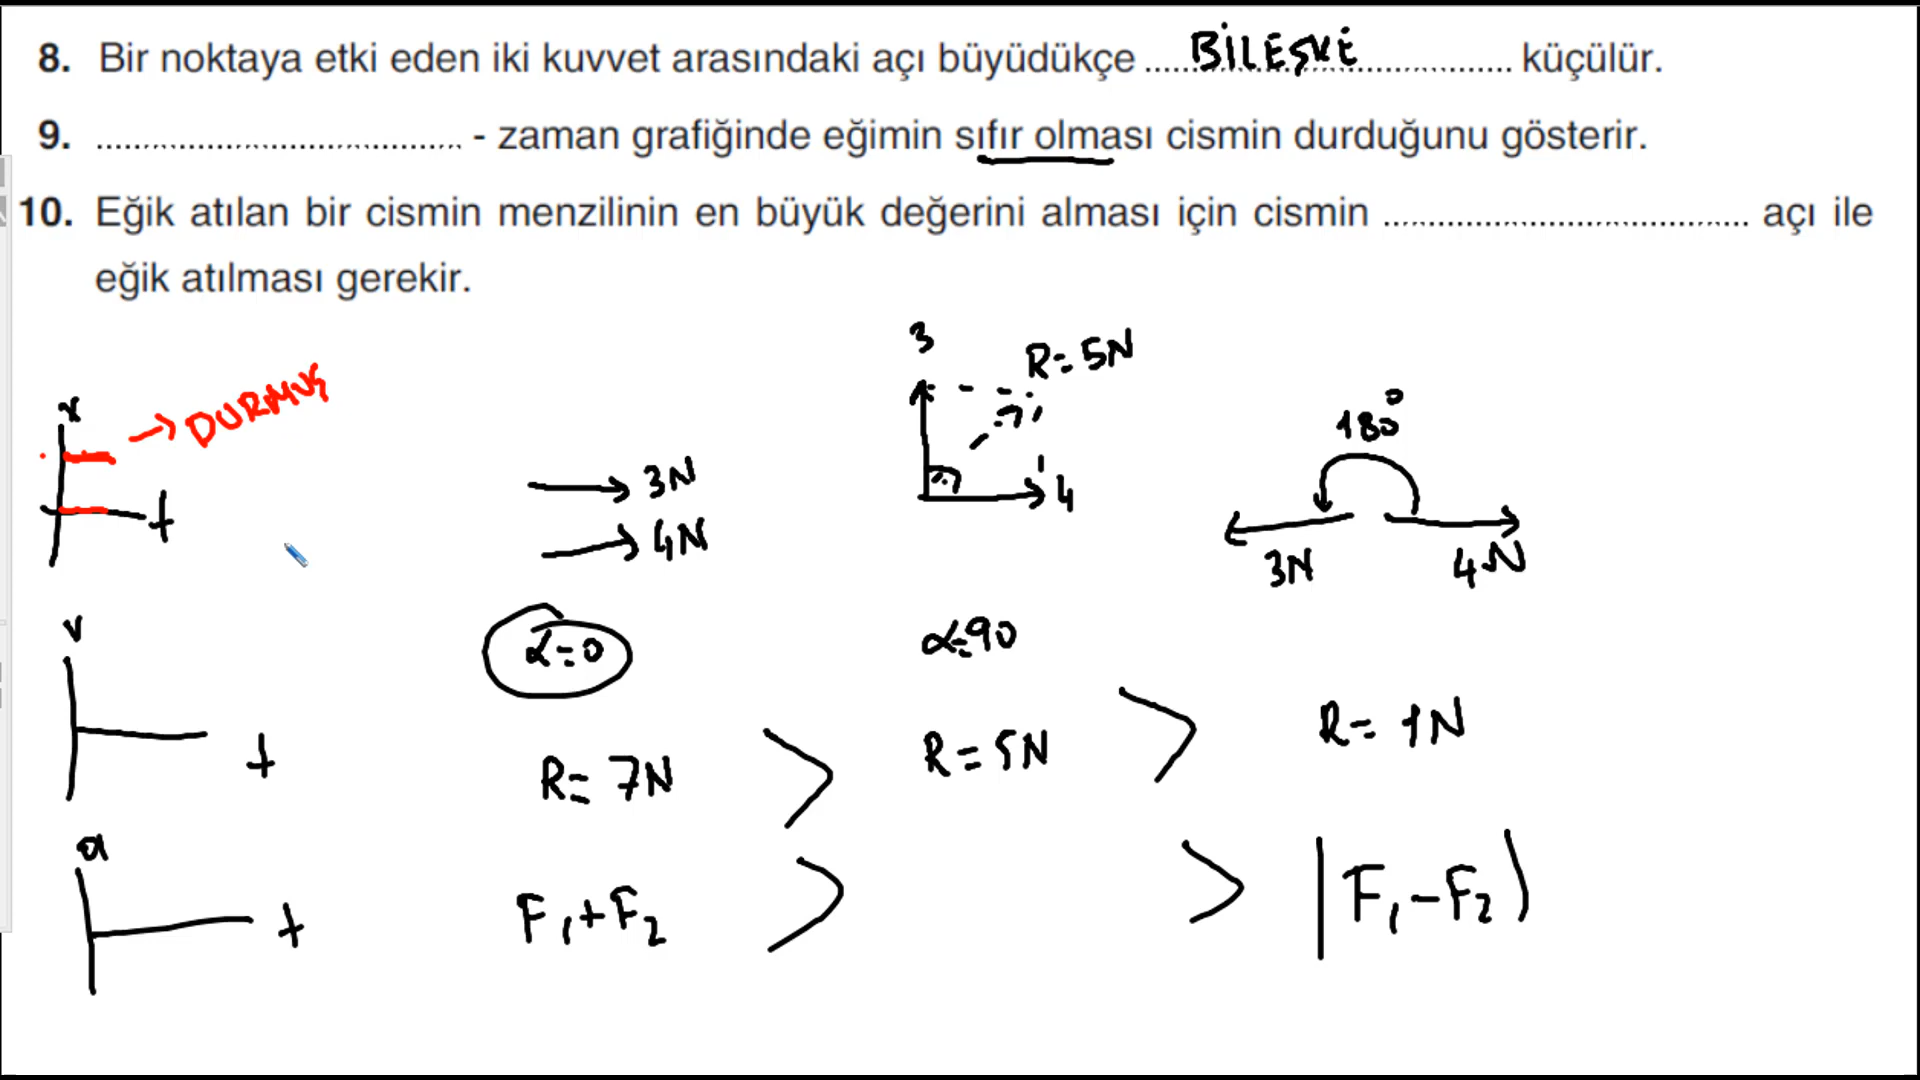 8. Bir noktaya etki eden iki kuvvet arasındaki açı büyüdükçe ........BİLEŞKE........ küçülür.
9. ........................................ - zaman grafiğinde eğimin sıfır olması cismin durduğunu gösterir.
10. Eğik atılan bir cismin menzilinin en büyük değerini alması için cismin ........................................ açı ile
eğik atılması gerekir.
x → DURMUŞ
t
3N
4N
3
R=5N
4
180°
3N 4N
v
t
α=0
α=90
R=7N > R=5N > R=1N
a
t
F₁+F₂ > > |F₁-F₂|